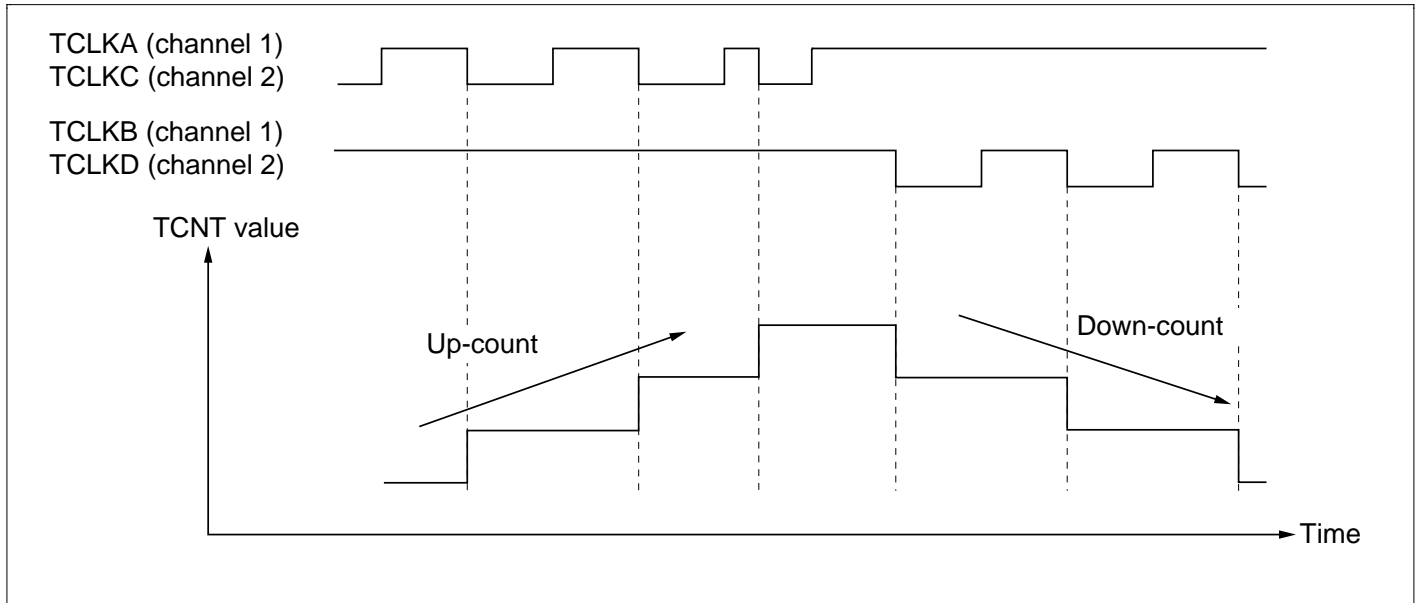 TCLKA (channel 1)
TCLKC (channel 2)
TCLKB (channel 1)
TCLKD (channel 2)
TCNT value
Up-count
Down-count
Time